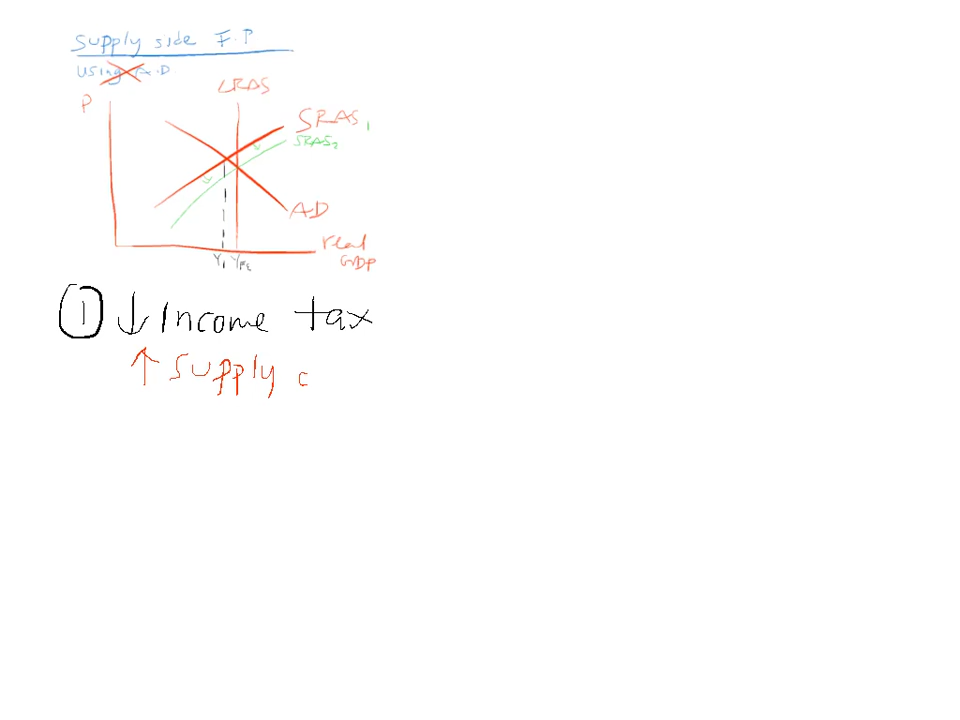 Supply side F.P
Using A.D
P
LRAS
SRAS1
SRAS2
AD
real
GDP
Y1 YFE
1 ↓ Income tax
↑ Supply o